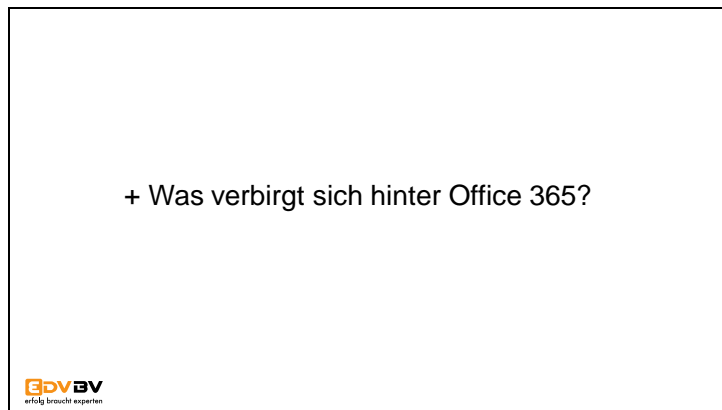 + Was verbirgt sich hinter Office 365?
EDVBV
erfolg braucht experten